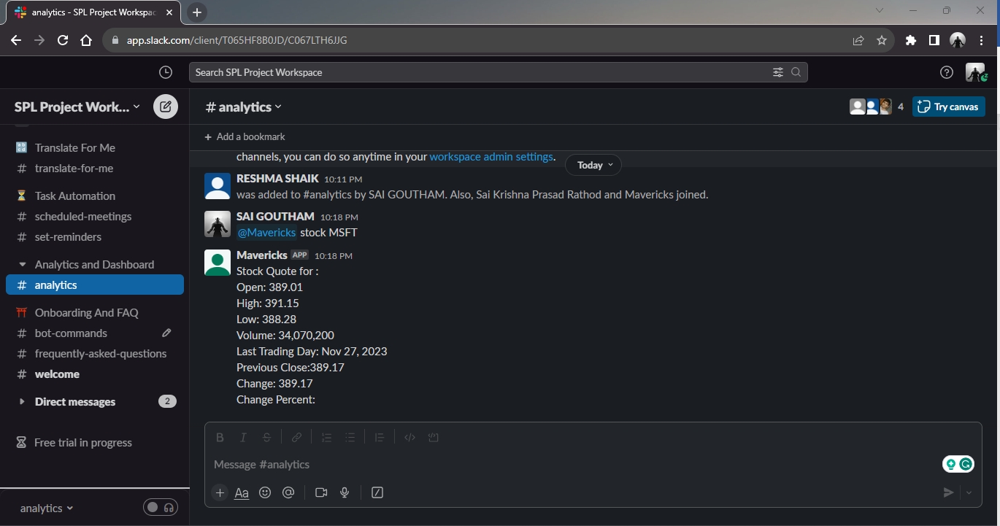 analytics - SPL Project Workspac
app.slack.com/client/T065HF8B0JD/C067LTH6JJG
Search SPL Project Workspace
SPL Project Work...
# analytics
4
Try canvas
+ Add a bookmark
Translate For Me
# translate-for-me
Task Automation
# scheduled-meetings
# set-reminders
Analytics and Dashboard
# analytics
Onboarding And FAQ
# bot-commands
# frequently-asked-questions
# welcome
Direct messages 2
Free trial in progress
analytics
channels, you can do so anytime in your workspace admin settings.
Today
RESHMA SHAIK 10:11 PM
was added to #analytics by SAI GOUTHAM. Also, Sai Krishna Prasad Rathod and Mavericks joined.
SAI GOUTHAM 10:18 PM
@Mavericks stock MSFT
Mavericks APP 10:18 PM
Stock Quote for :
Open: 389.01
High: 391.15
Low: 388.28
Volume: 34,070,200
Last Trading Day: Nov 27, 2023
Previous Close:389.17
Change: 389.17
Change Percent:
B I S
Message #analytics
Aa